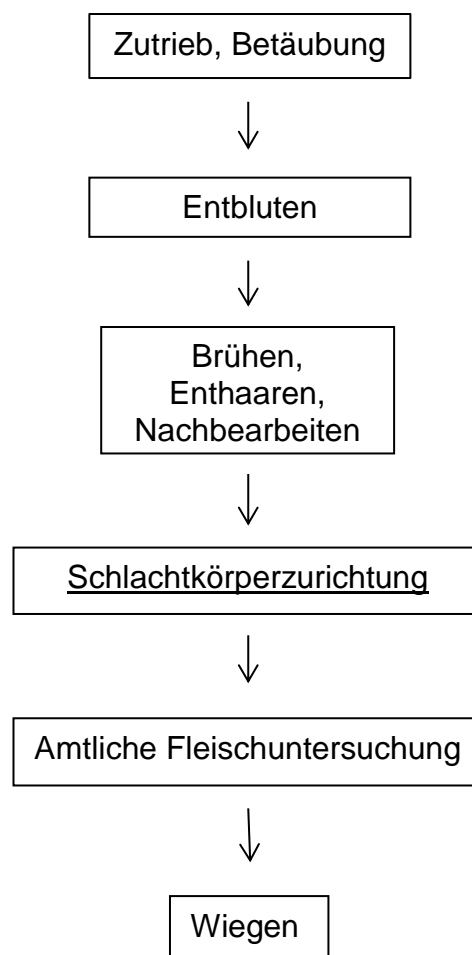 Zutrieb, Betäubung
Entbluten
Brühen,
Enthaaren,
Nachbearbeiten
Schlachtkörperzurichtung
Amtliche Fleischuntersuchung
Wiegen